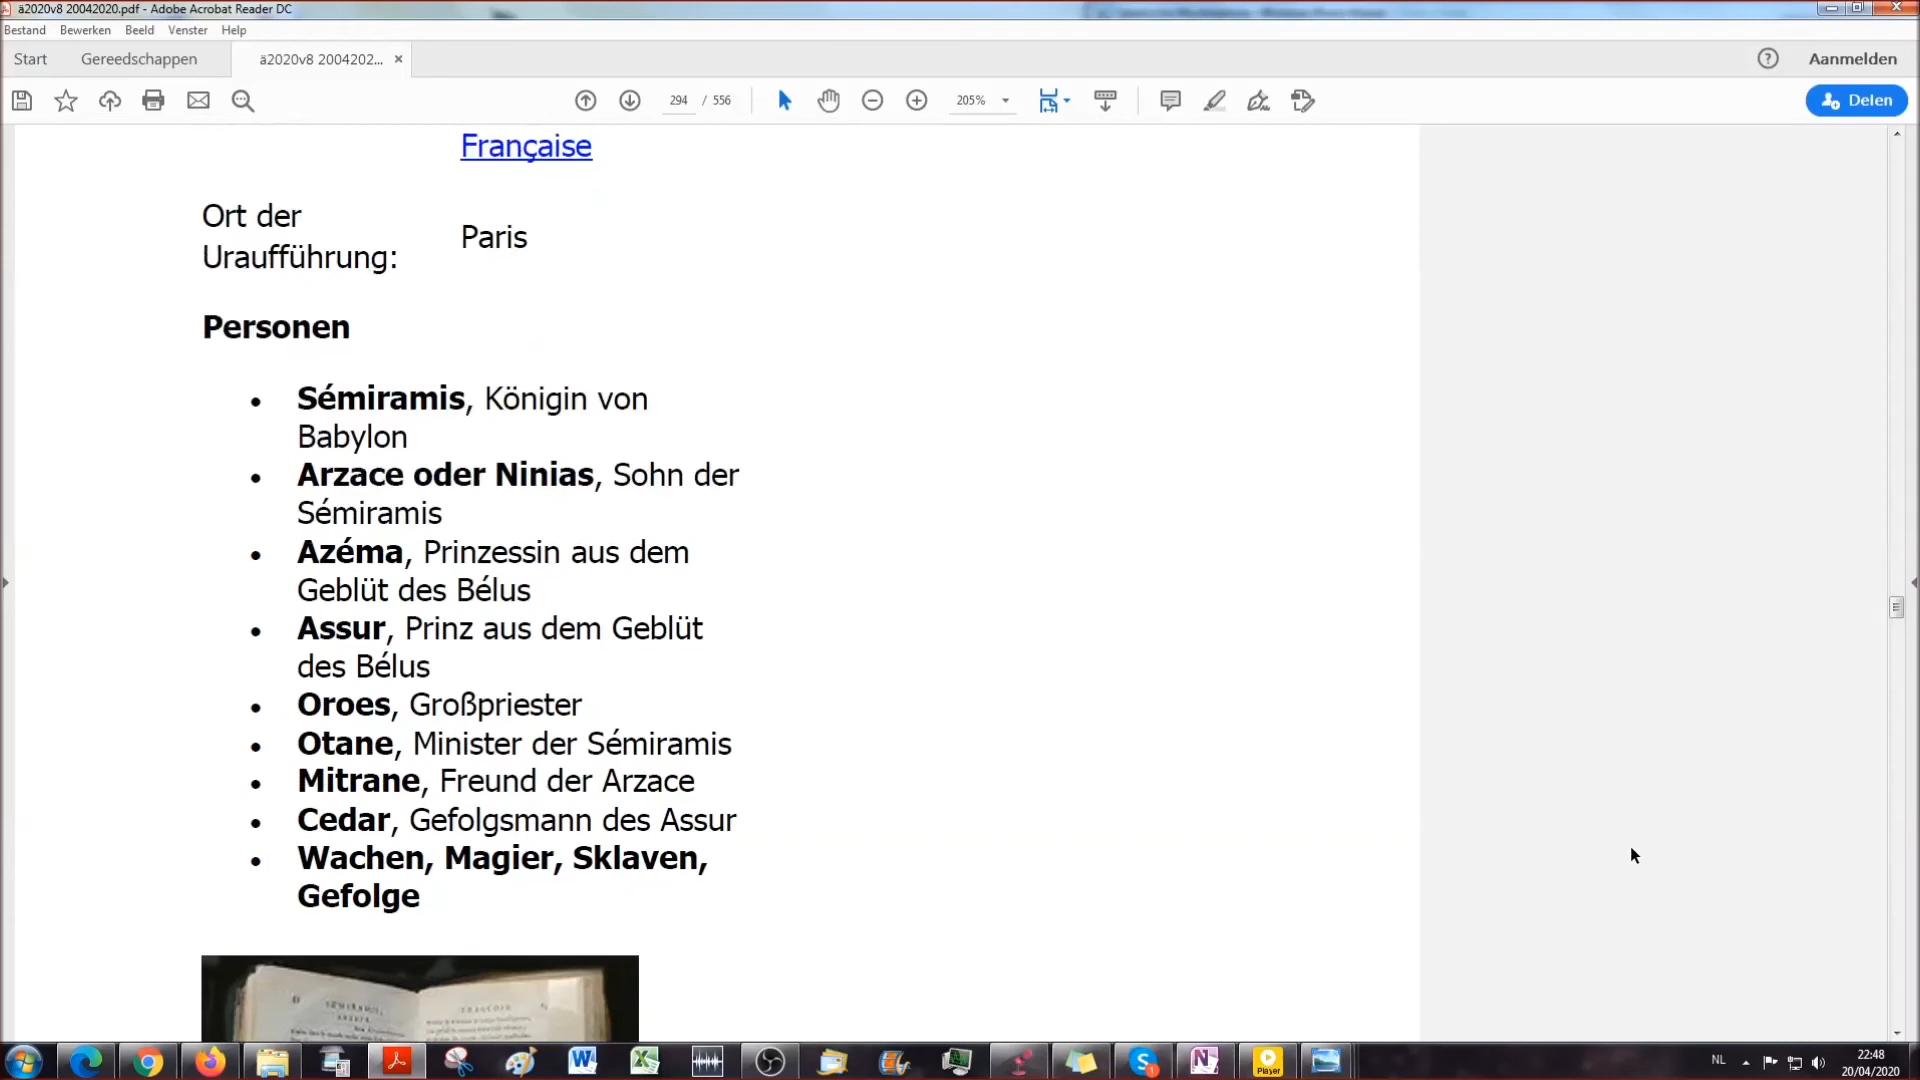 ä2020v8 20042020.pdf - Adobe Acrobat Reader DC
Bestand Bewerken Beeld Venster Help
Start Gereedschappen ä2020v8 2004202... Aanmelden
294 / 556 205% Delen
Française
Ort der
Uraufführung:
Paris
Personen
• Sémiramis, Königin von
Babylon
• Arzace oder Ninias, Sohn der
Sémiramis
• Azéma, Prinzessin aus dem
Geblüt des Bélus
• Assur, Prinz aus dem Geblüt
des Bélus
• Oroes, Großpriester
• Otane, Minister der Sémiramis
• Mitrane, Freund der Arzace
• Cedar, Gefolgsmann des Assur
• Wachen, Magier, Sklaven,
Gefolge
Player
NL
22:48
20/04/2020